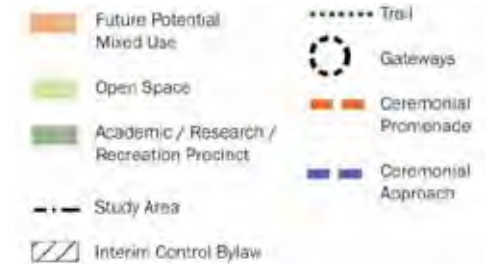 Future Potential
Mixed Use
Open Space
Academic / Research /
Recreation Precinct
Study Area
Interim Control Bylaw
Trail
Gateways
Ceremonial
Promenade
Ceremonial
Approach